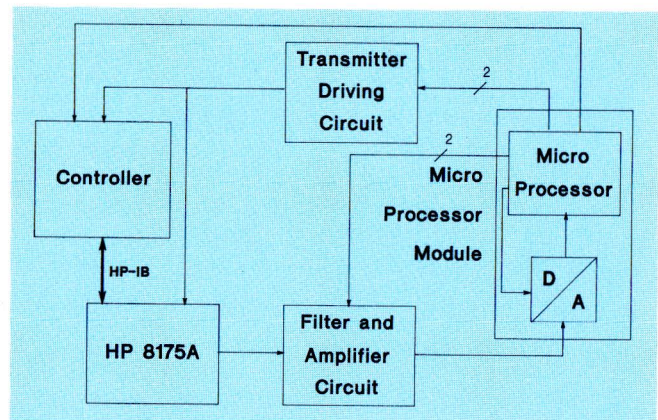 Transmitter
Driving
Circuit
2
2
Controller
Micro
Processor
Micro
Processor
Module
HP-IB
D
A
HP 8175A
Filter and
Amplifier
Circuit